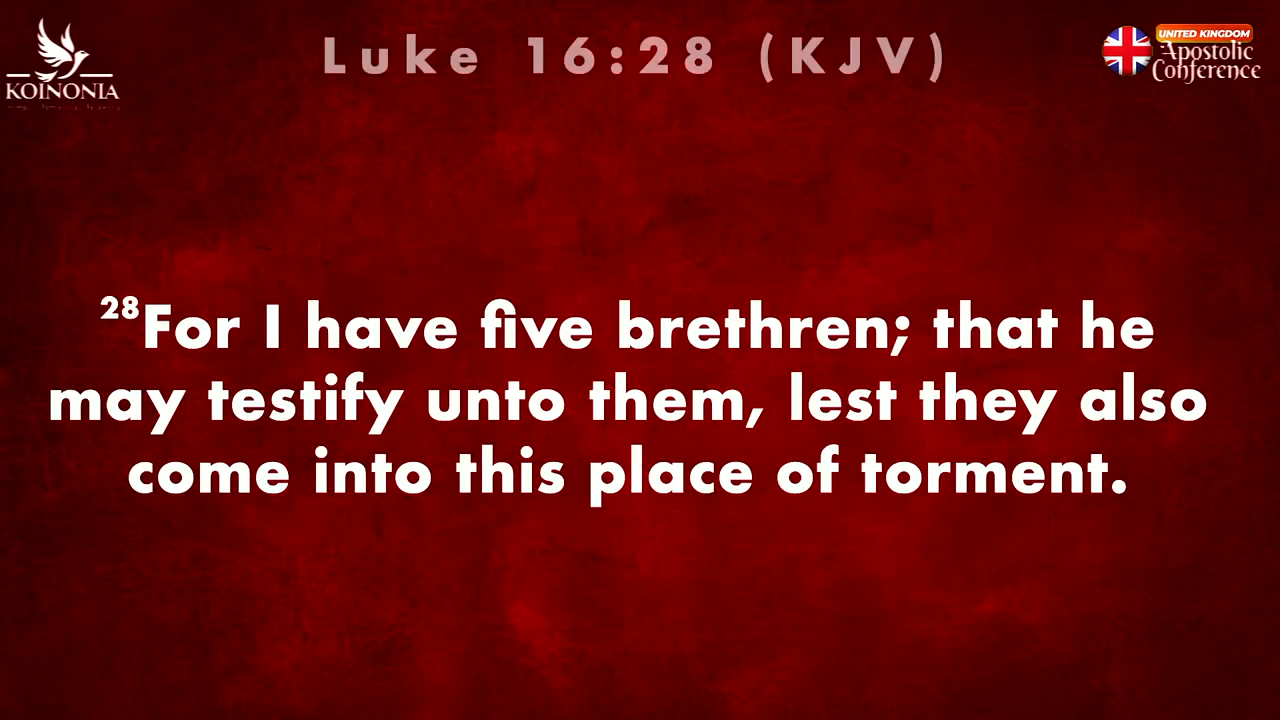 Luke 16:28 (KJV)
KOINONIA
UNITED KINGDOM
Apostolic
Conference
28For I have five brethren; that he
may testify unto them, lest they also
come into this place of torment.